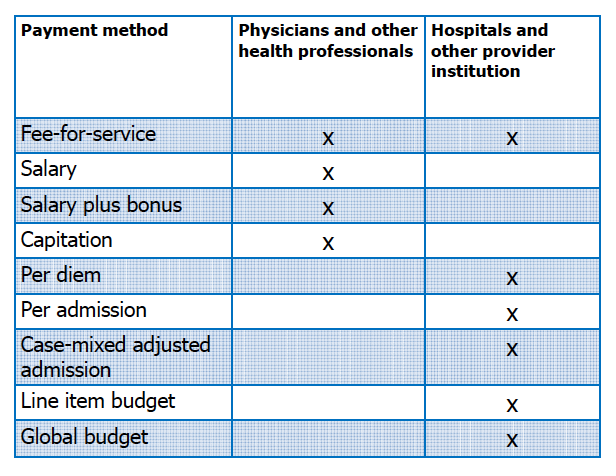 Payment method
Physicians and other
health professionals
Hospitals and
other provider
institution
Fee-for-service x x
Salary x
Salary plus bonus x
Capitation x
Per diem x
Per admission x
Case-mixed adjusted
admission x
Line item budget x
Global budget x